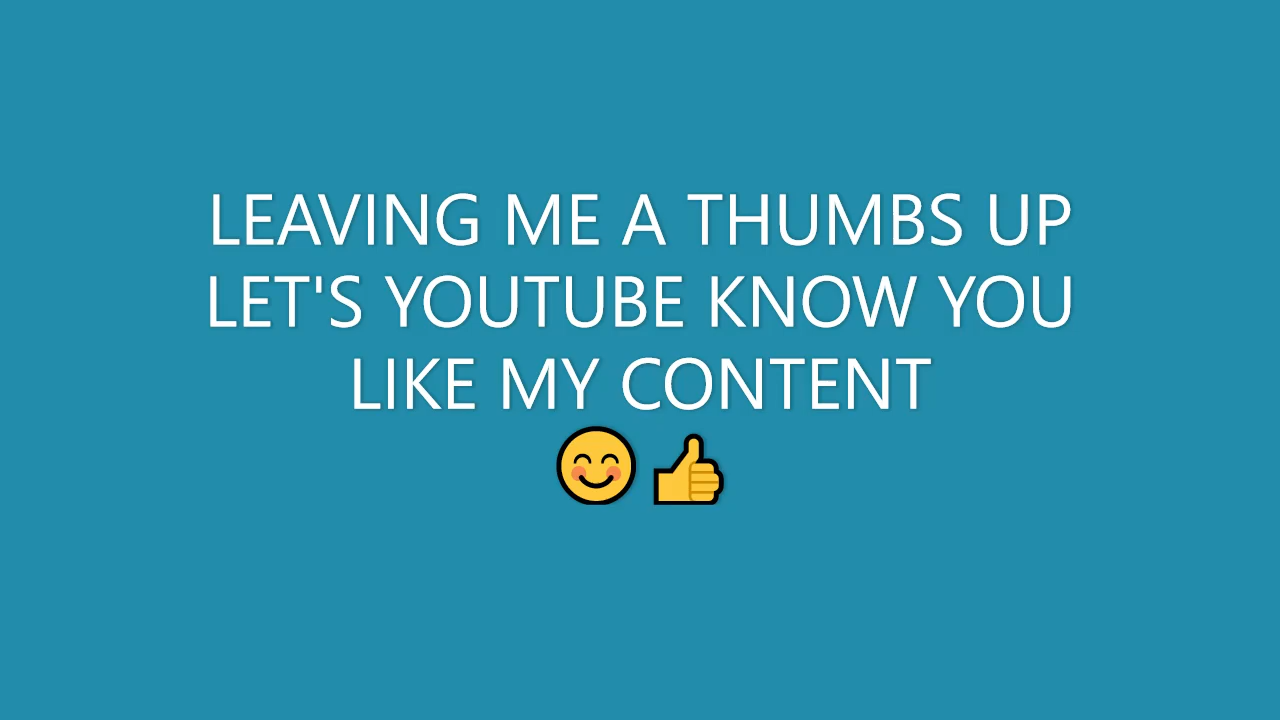 LEAVING ME A THUMBS UP
LET'S YOUTUBE KNOW YOU
LIKE MY CONTENT
😊 👍